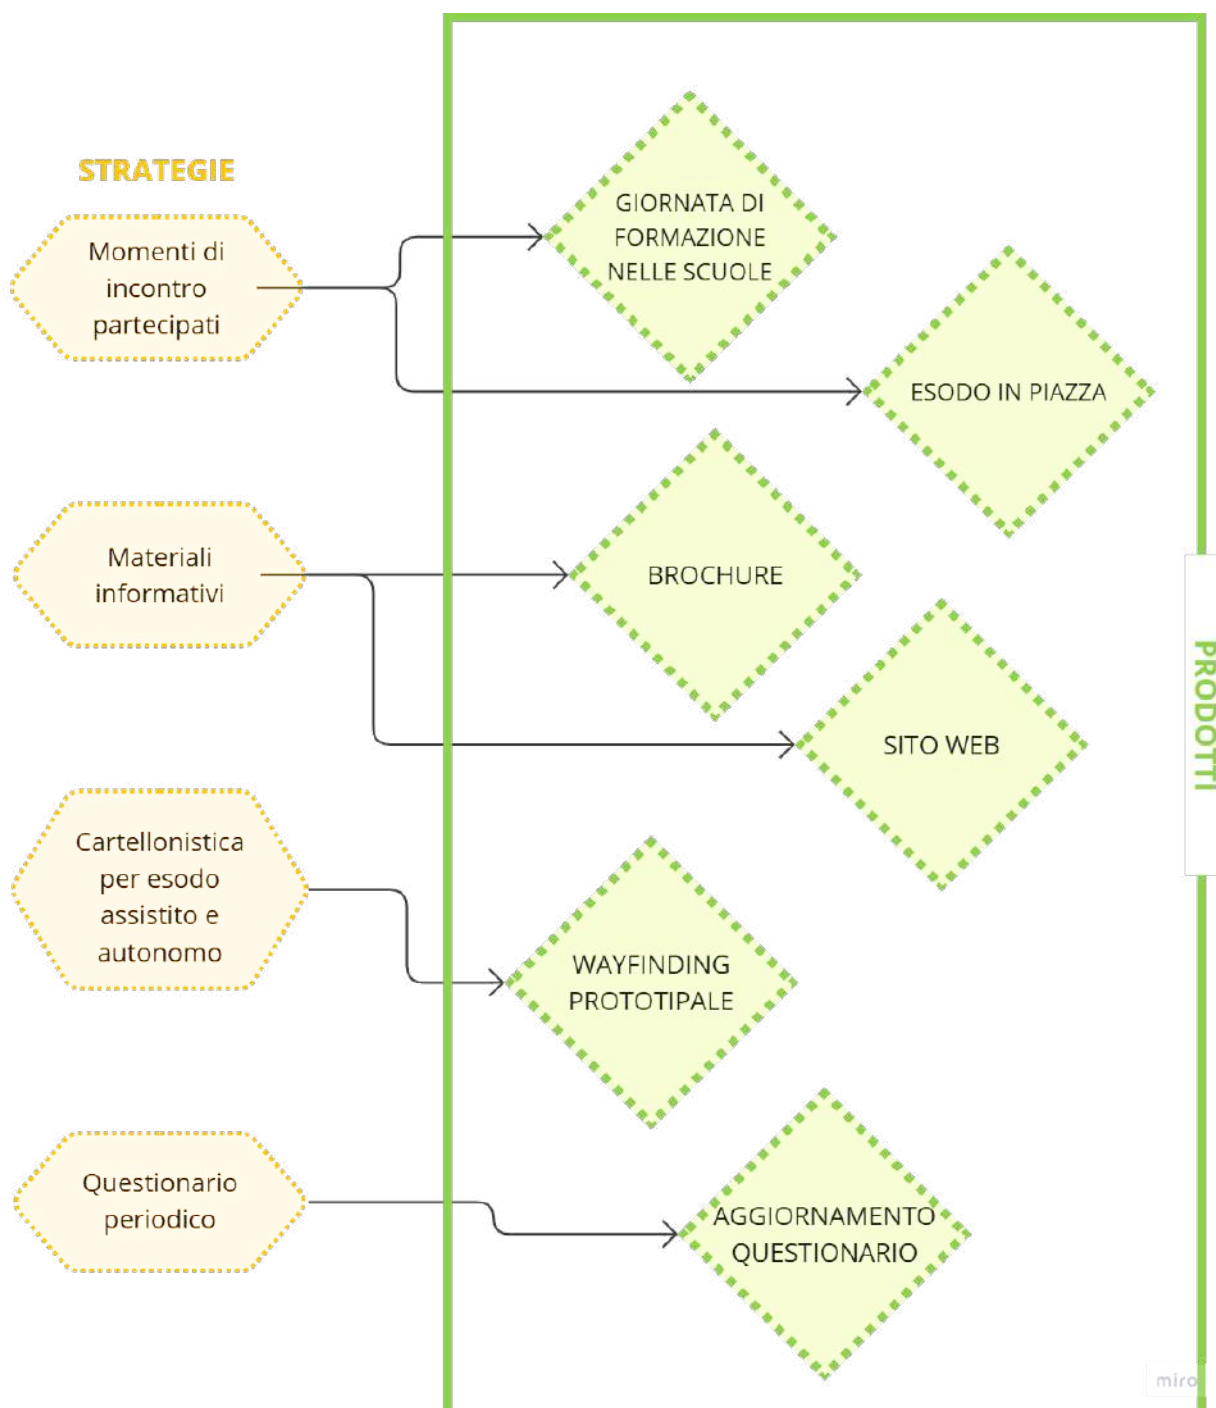 STRATEGIE
Momenti di
incontro
partecipati
GIORNATA DI
FORMAZIONE
NELLE SCUOLE
ESODO IN PIAZZA
Materiali
informativi
BROCHURE
SITO WEB
PRODOTTI
Cartellonistica
per esodo
assistito e
autonomo
WAYFINDING
PROTOTIPALE
Questionario
periodico
AGGIORNAMENTO
QUESTIONARIO
miro